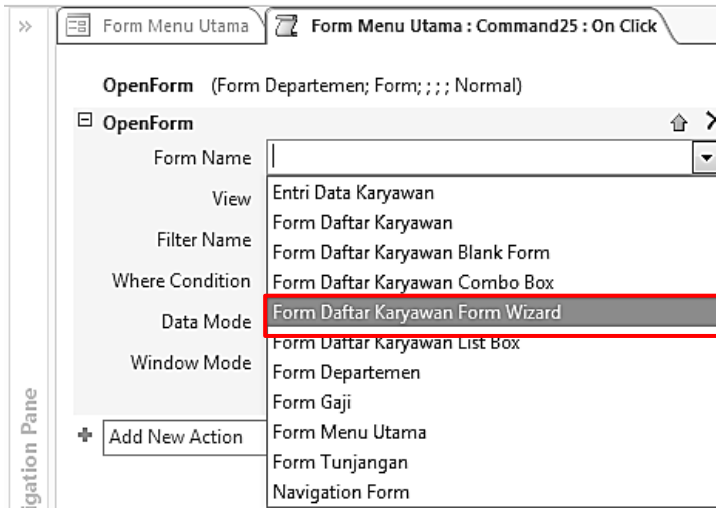 »
Form Menu Utama
Form Menu Utama : Command25 : On Click
OpenForm (Form Departemen; Form; ; ; ; Normal)
OpenForm
Form Name
View
Filter Name
Where Condition
Data Mode
Window Mode
Entri Data Karyawan
Form Daftar Karyawan
Form Daftar Karyawan Blank Form
Form Daftar Karyawan Combo Box
Form Daftar Karyawan Form Wizard
Form Daftar Karyawan List Box
Form Departemen
Form Gaji
Form Menu Utama
Form Tunjangan
Navigation Form
Add New Action
igation Pane